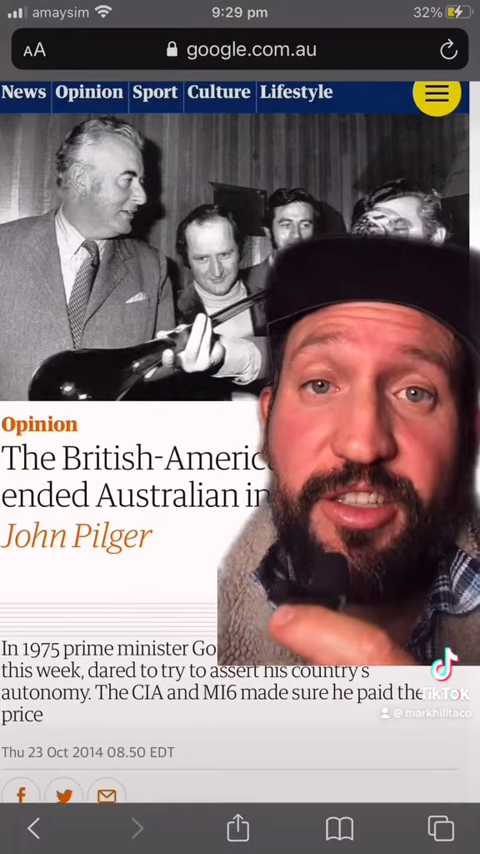 amaysim 9:29 pm 32%
AA google.com.au
News Opinion Sport Culture Lifestyle
Opinion
The British-Americ
ended Australian in
John Pilger
In 1975 prime minister Go
this week, dared to try to assert his country's
autonomy. The CIA and MI6 made sure he paid the
price
TikTok
@markhilltaco
Thu 23 Oct 2014 08.50 EDT